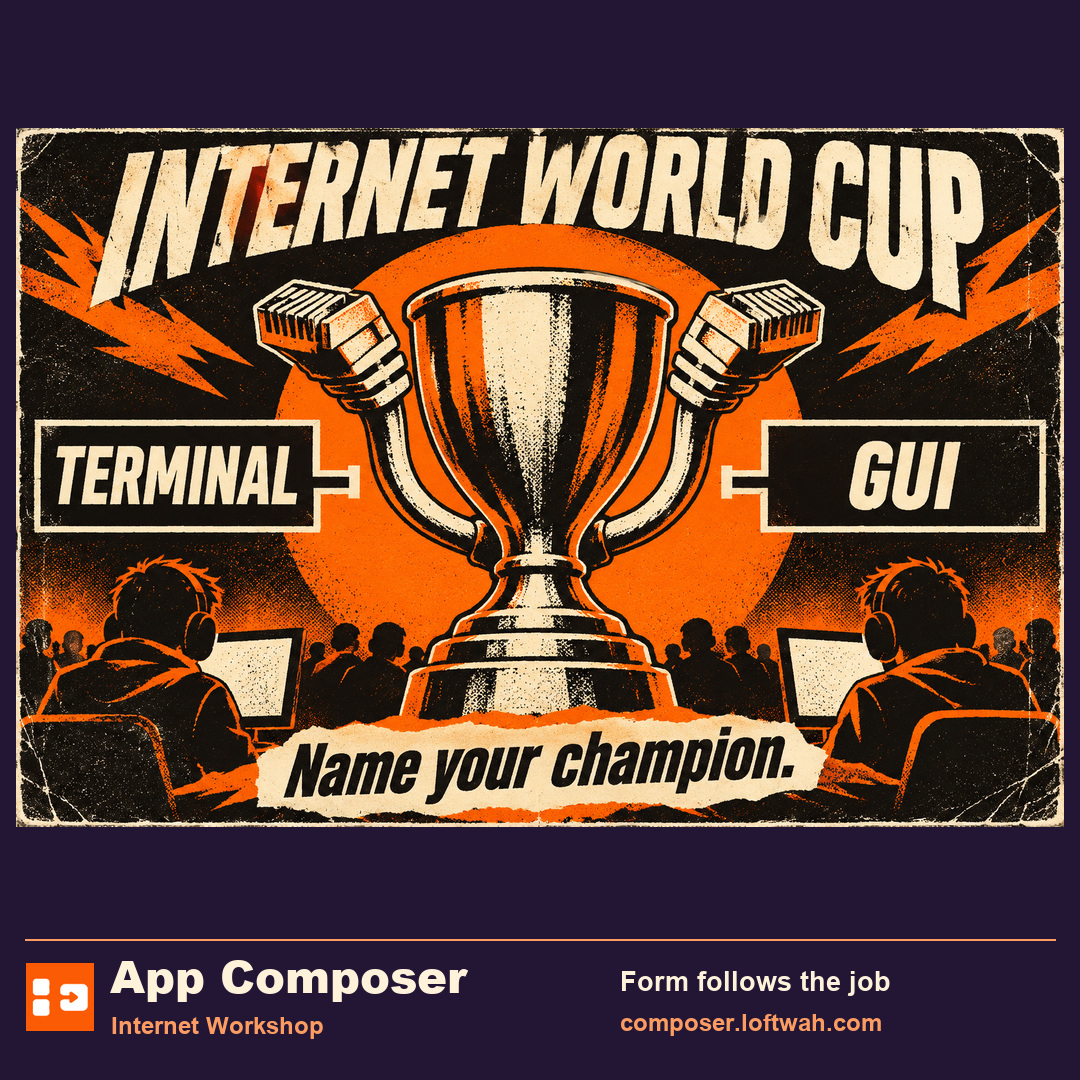 INTERNET WORLD CUP
TERMINAL
GUI
Name your champion.
App Composer
Internet Workshop
Form follows the job
composer.loftwah.com